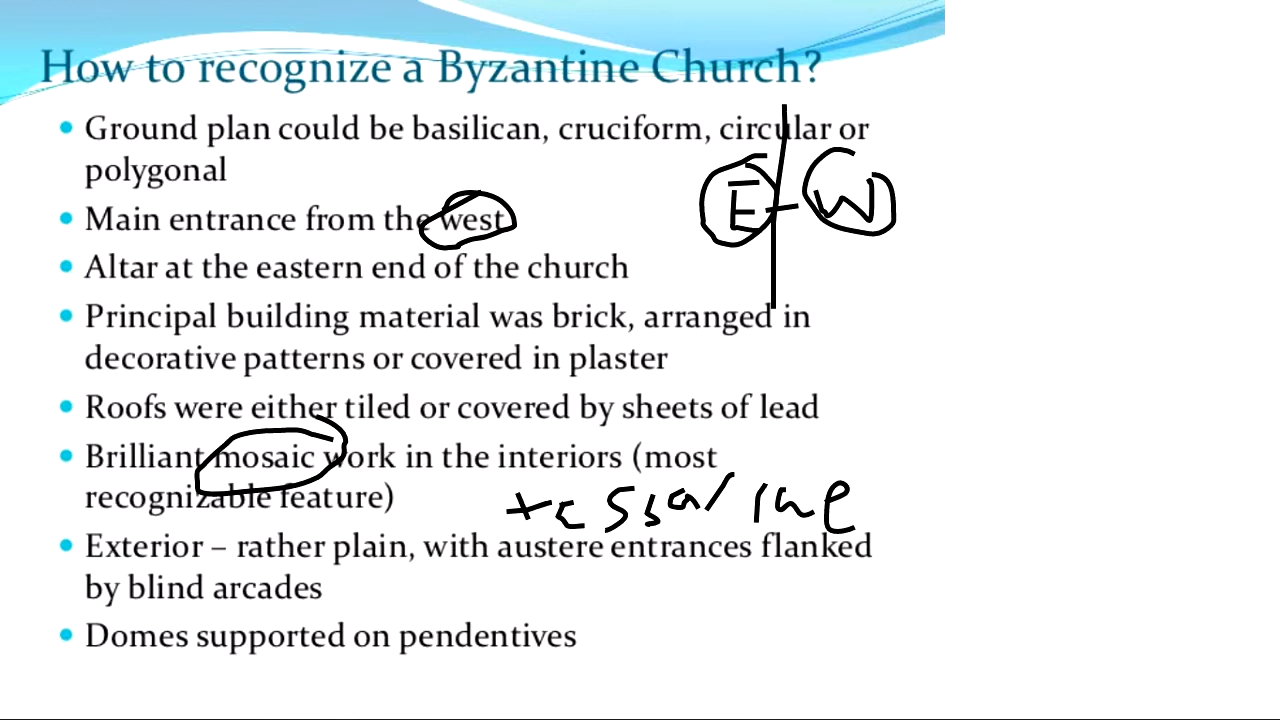 How to recognize a Byzantine Church?
• Ground plan could be basilican, cruciform, circular or
polygonal
• Main entrance from the west
E - W
• Altar at the eastern end of the church
• Principal building material was brick, arranged in
decorative patterns or covered in plaster
• Roofs were either tiled or covered by sheets of lead
• Brilliant mosaic work in the interiors (most
recognizable feature)
• Exterior – rather plain, with austere entrances flanked
by blind arcades
• Domes supported on pendentives